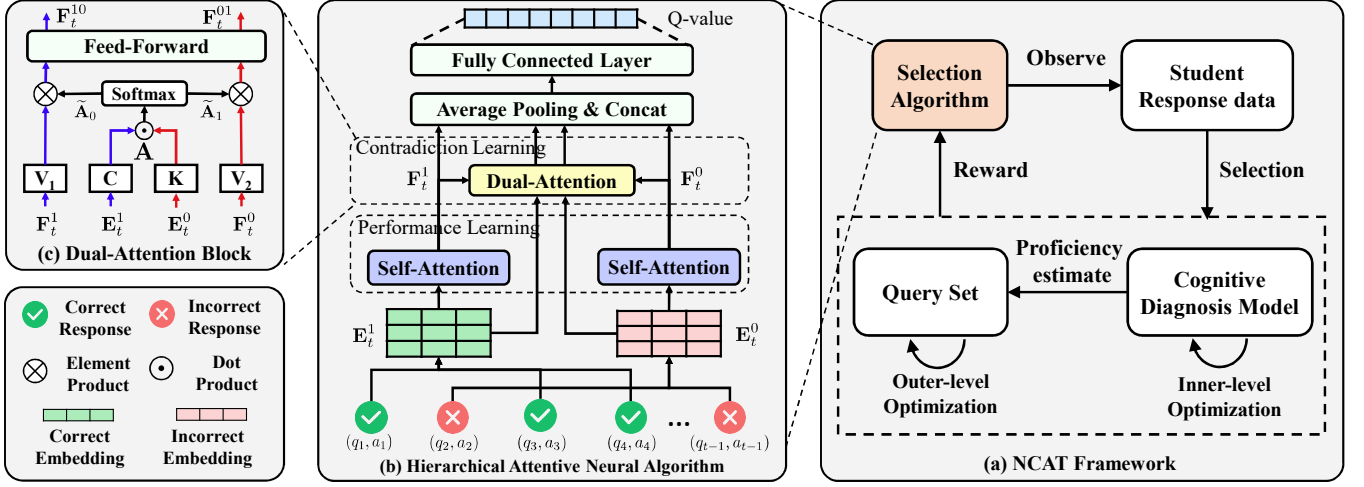 F_t^{10}
F_t^{01}
Feed-Forward
Softmax
Ã_0
Ã_1
A
V_1
C
K
V_2
F_t^1
E_t^1
E_t^0
F_t^0
(c) Dual-Attention Block
Correct
Response
Incorrect
Response
Element
Product
Dot
Product
Correct
Embedding
Incorrect
Embedding
Q-value
Fully Connected Layer
Average Pooling & Concat
Contradiction Learning
F_t^1
Dual-Attention
F_t^0
Performance Learning
Self-Attention
Self-Attention
E_t^1
E_t^0
...
(q_1, a_1)
(q_2, a_2)
(q_3, a_3)
(q_4, a_4)
(q_{t-1}, a_{t-1})
(b) Hierarchical Attentive Neural Algorithm
Selection
Algorithm
Observe
Student
Response data
Reward
Selection
Query Set
Proficiency
estimate
Cognitive
Diagnosis Model
Outer-level
Optimization
Inner-level
Optimization
(a) NCAT Framework